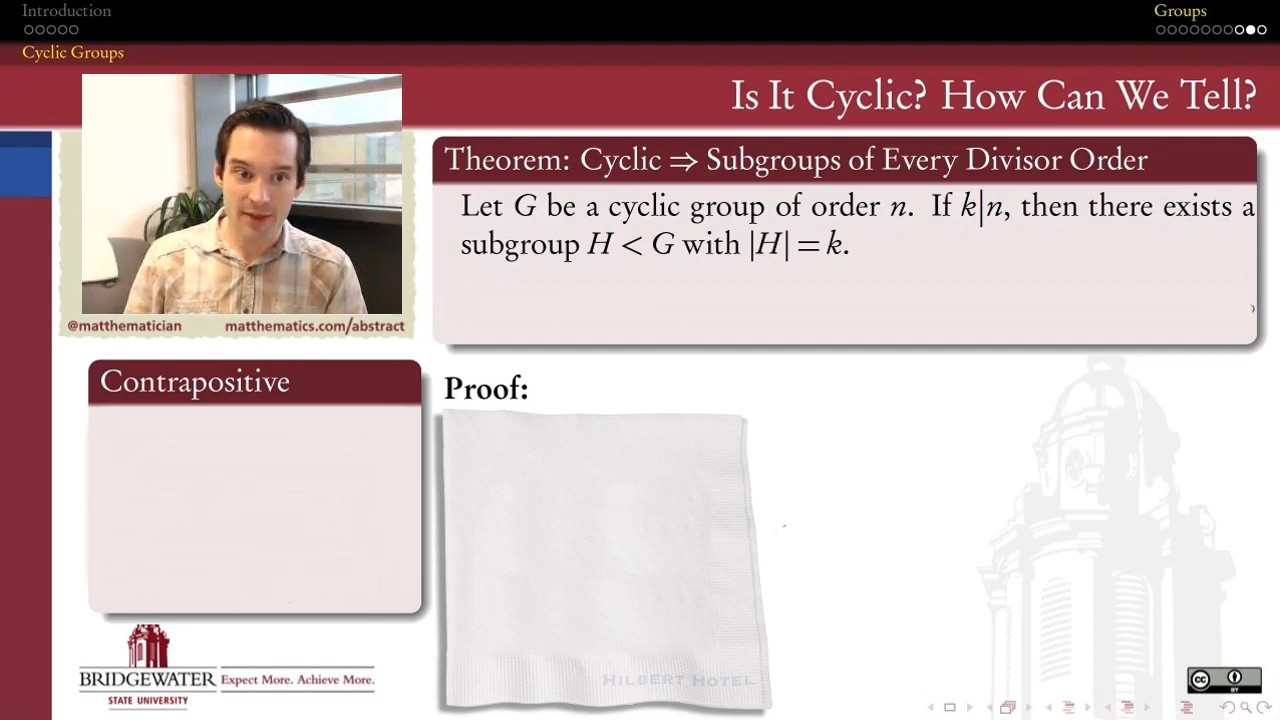 Introduction
Groups
Cyclic Groups
Is It Cyclic? How Can We Tell?
@matthematician matthematics.com/abstract
Theorem: Cyclic ⇒ Subgroups of Every Divisor Order
Let G be a cyclic group of order n. If k|n, then there exists a
subgroup H < G with |H| = k.
Contrapositive
Proof:
HILBERT HOTEL
BRIDGEWATER
STATE UNIVERSITY
Expect More. Achieve More.
CC
BY